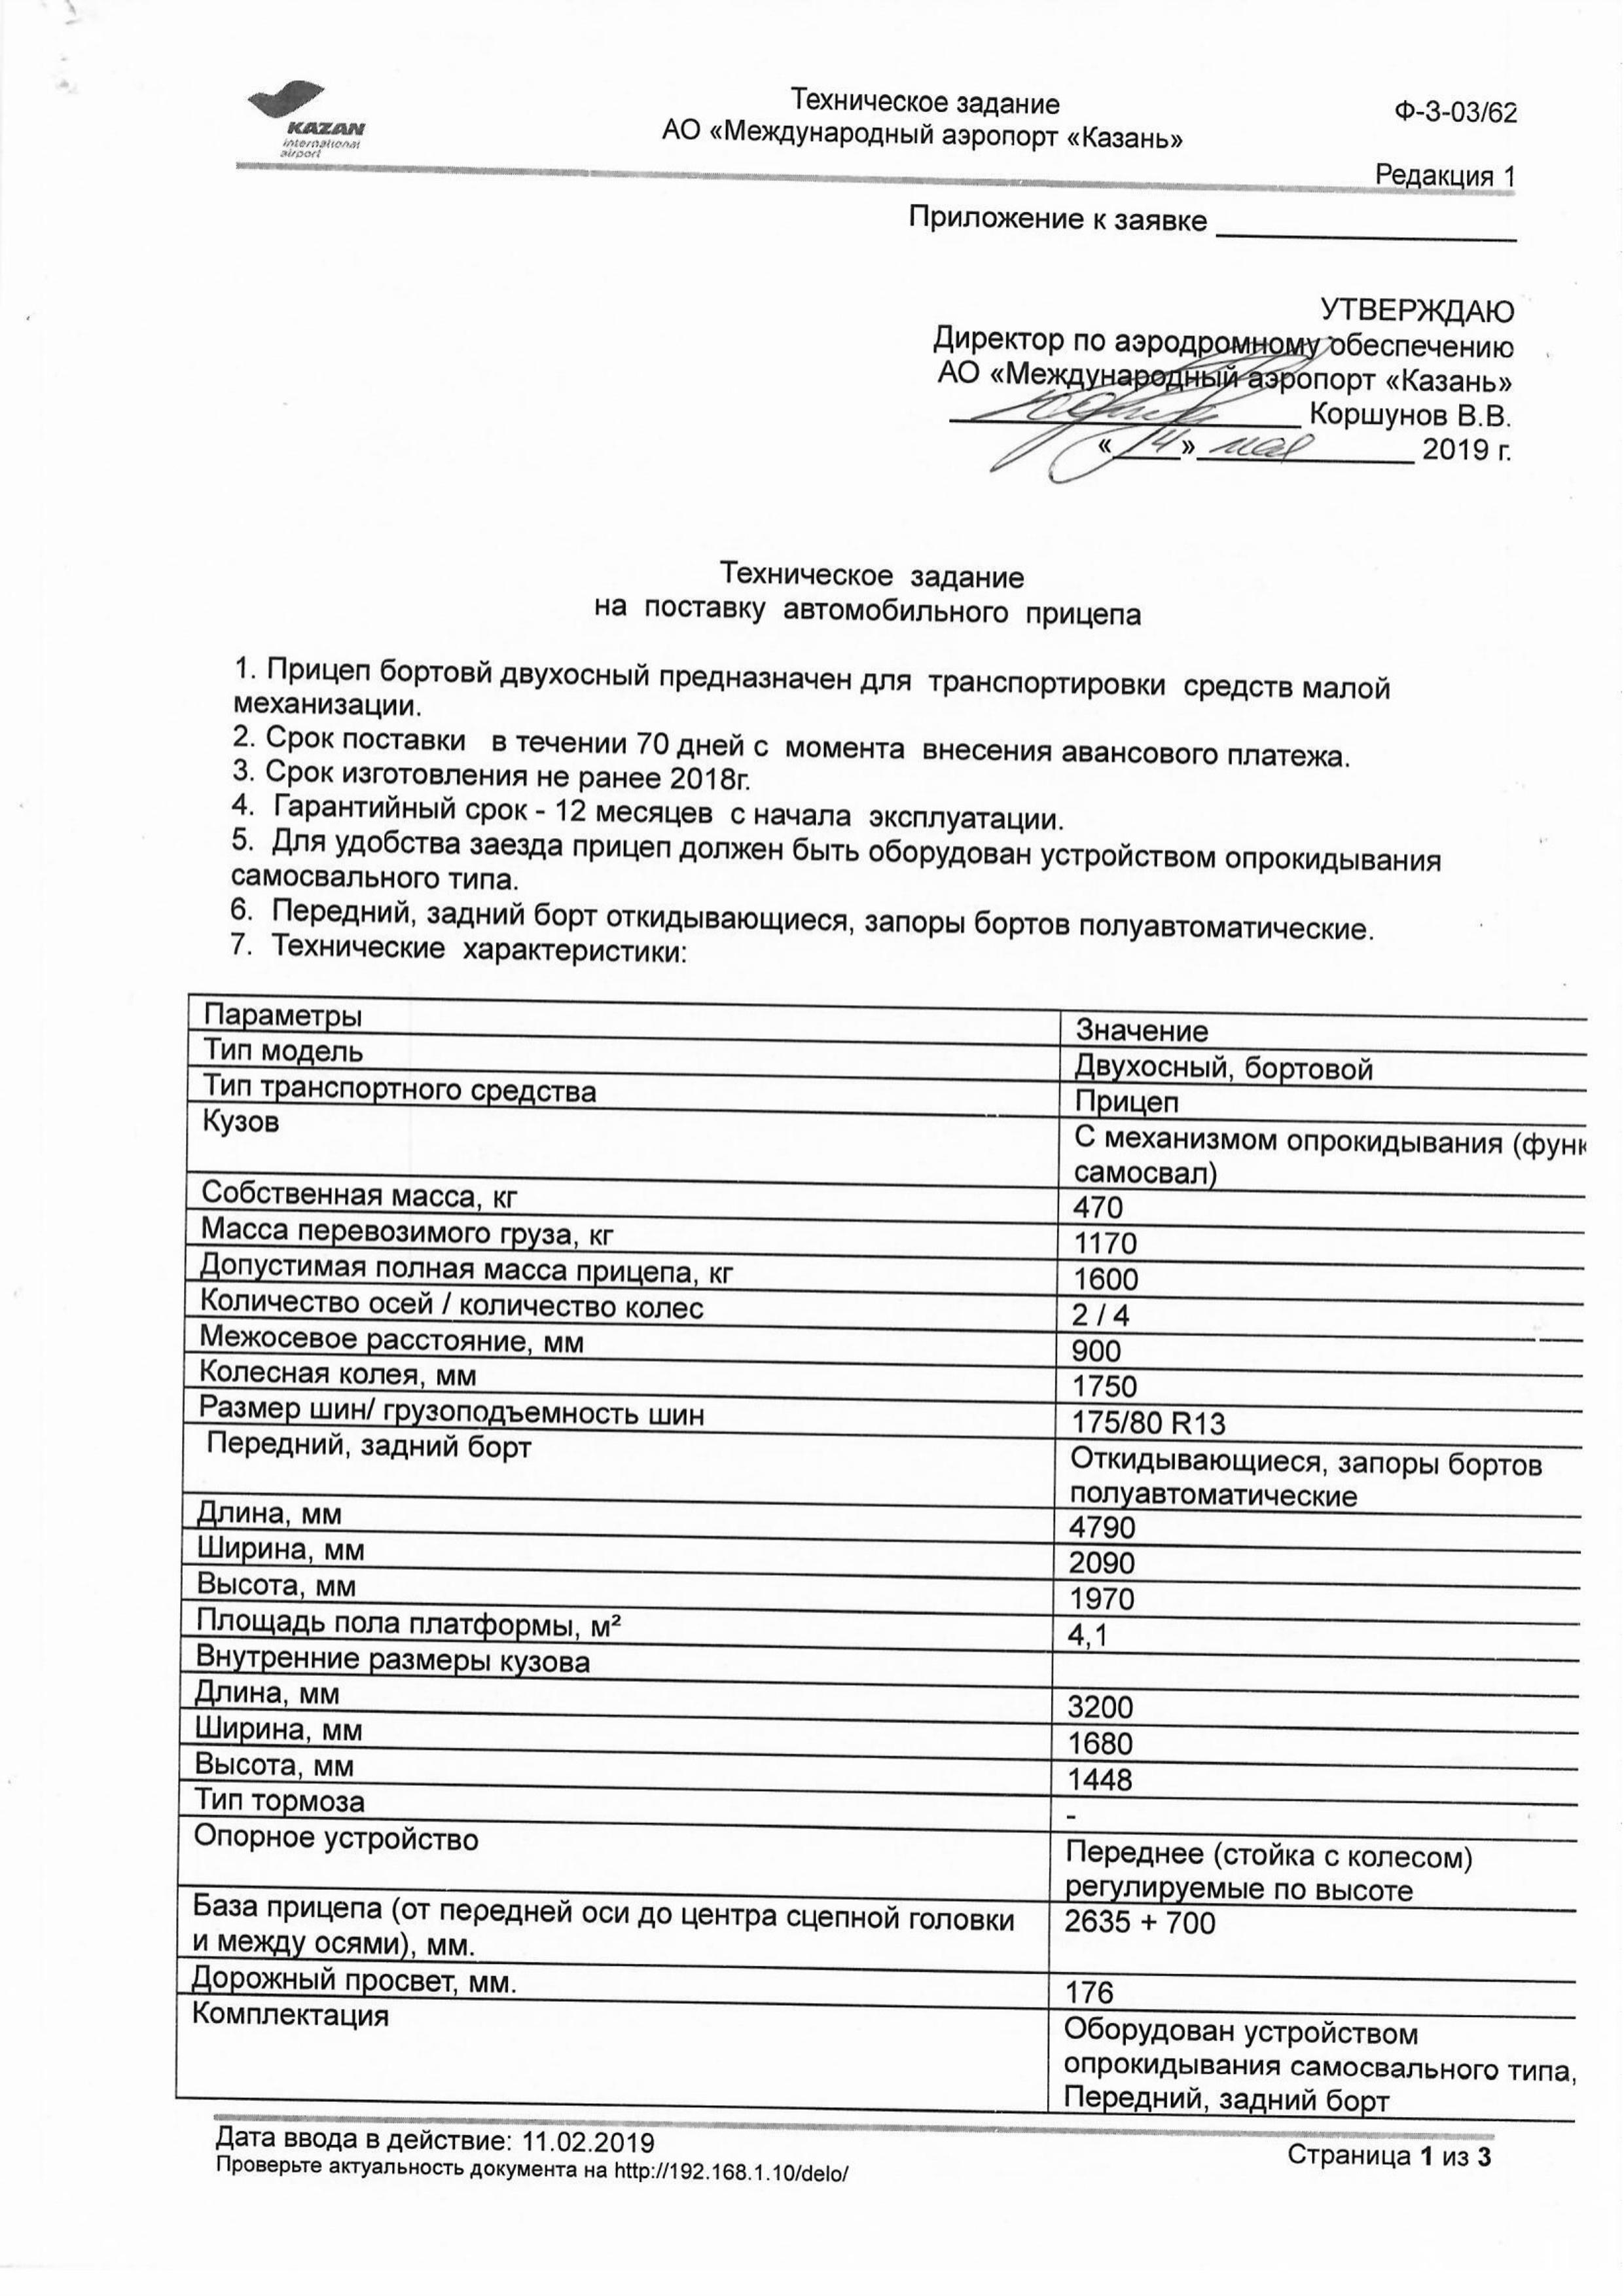 KAZAN
international
airport
Техническое задание
АО «Международный аэропорт «Казань»
Ф-З-03/62
Редакция 1
Приложение к заявке
УТВЕРЖДАЮ
Директор по аэродромному обеспечению
АО «Международный аэропорт «Казань»
Коршунов В.В.
«14» мая 2019 г.
Техническое задание
на поставку автомобильного прицепа
1. Прицеп бортовй двухосный предназначен для транспортировки средств малой
механизации.
2. Срок поставки в течении 70 дней с момента внесения авансового платежа.
3. Срок изготовления не ранее 2018г.
4. Гарантийный срок - 12 месяцев с начала эксплуатации.
5. Для удобства заезда прицеп должен быть оборудован устройством опрокидывания
самосвального типа.
6. Передний, задний борт откидывающиеся, запоры бортов полуавтоматические.
7. Технические характеристики:
Параметры Значение
Тип модель Двухосный, бортовой
Тип транспортного средства Прицеп
Кузов С механизмом опрокидывания (функ
самосвал)
Собственная масса, кг 470
Масса перевозимого груза, кг 1170
Допустимая полная масса прицепа, кг 1600
Количество осей / количество колес 2 / 4
Межосевое расстояние, мм 900
Колесная колея, мм 1750
Размер шин/ грузоподъемность шин 175/80 R13
Передний, задний борт Откидывающиеся, запоры бортов
полуавтоматические
Длина, мм 4790
Ширина, мм 2090
Высота, мм 1970
Площадь пола платформы, м² 4,1
Внутренние размеры кузова
Длина, мм 3200
Ширина, мм 1680
Высота, мм 1448
Тип тормоза -
Опорное устройство Переднее (стойка с колесом)
регулируемые по высоте
База прицепа (от передней оси до центра сцепной головки 2635 + 700
и между осями), мм.
Дорожный просвет, мм. 176
Комплектация Оборудован устройством
опрокидывания самосвального типа,
Передний, задний борт
Дата ввода в действие: 11.02.2019
Проверьте актуальность документа на http://192.168.1.10/delo/
Страница 1 из 3